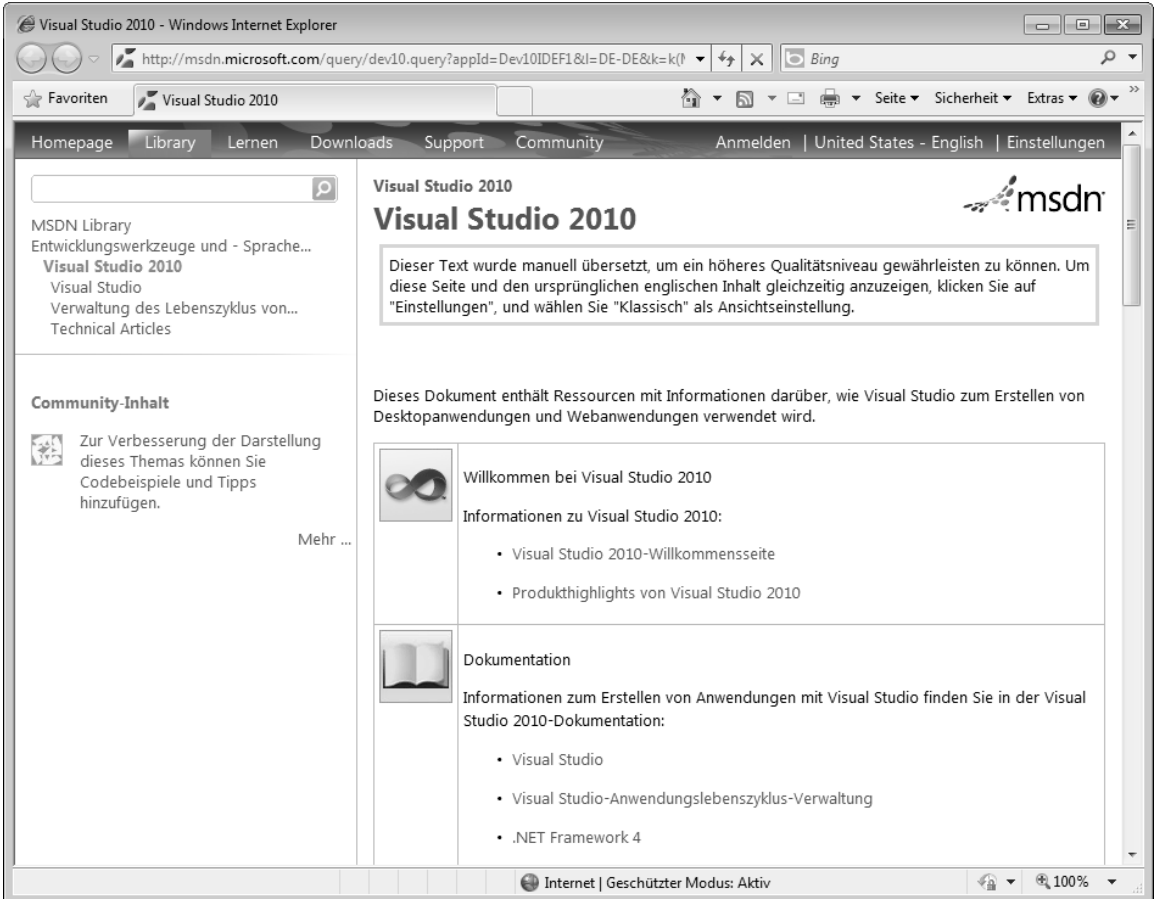 Visual Studio 2010 - Windows Internet Explorer
http://msdn.microsoft.com/query/dev10.query?appId=Dev10IDEF1&l=DE-DE&k=k(
Bing
Favoriten
Visual Studio 2010
Seite
Sicherheit
Extras
Homepage
Library
Lernen
Downloads
Support
Community
Anmelden | United States - English | Einstellungen
MSDN Library
Entwicklungswerkzeuge und - Sprache...
Visual Studio 2010
Visual Studio
Verwaltung des Lebenszyklus von...
Technical Articles
Community-Inhalt
Zur Verbesserung der Darstellung
dieses Themas können Sie
Codebeispiele und Tipps
hinzufügen.
Mehr ...
Visual Studio 2010
msdn
Visual Studio 2010
Dieser Text wurde manuell übersetzt, um ein höheres Qualitätsniveau gewährleisten zu können. Um
diese Seite und den ursprünglichen englischen Inhalt gleichzeitig anzuzeigen, klicken Sie auf
"Einstellungen", und wählen Sie "Klassisch" als Ansichtseinstellung.
Dieses Dokument enthält Ressourcen mit Informationen darüber, wie Visual Studio zum Erstellen von
Desktopanwendungen und Webanwendungen verwendet wird.
Willkommen bei Visual Studio 2010
Informationen zu Visual Studio 2010:
• Visual Studio 2010-Willkommensseite
• Produkthighlights von Visual Studio 2010
Dokumentation
Informationen zum Erstellen von Anwendungen mit Visual Studio finden Sie in der Visual
Studio 2010-Dokumentation:
• Visual Studio
• Visual Studio-Anwendungslebenszyklus-Verwaltung
• .NET Framework 4
Internet | Geschützter Modus: Aktiv
100%